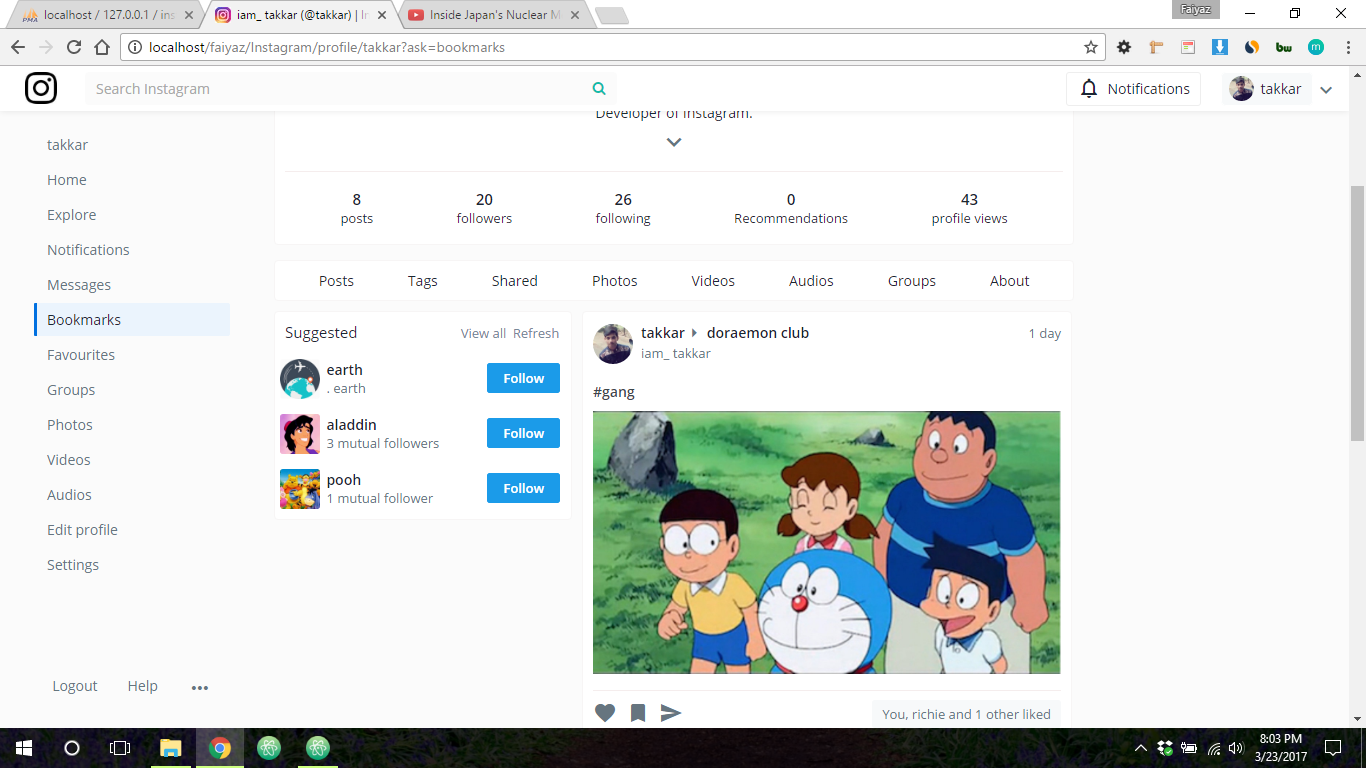 Faiyaz
localhost / 127.0.0.1 / ins
iam_ takkar (@takkar) | In
Inside Japan's Nuclear M
localhost/faiyaz/Instagram/profile/takkar?ask=bookmarks
bw
m
Search Instagram
Notifications
takkar
Developer of Instagram.
takkar
Home
Explore
Notifications
Messages
Bookmarks
Favourites
Groups
Photos
Videos
Audios
Edit profile
Settings
Logout Help
8 20 26 0 43
posts followers following Recommendations profile views
Posts Tags Shared Photos Videos Audios Groups About
Suggested View all Refresh
earth
. earth
Follow
aladdin
3 mutual followers
Follow
pooh
1 mutual follower
Follow
takkar doraemon club 1 day
iam_ takkar
#gang
You, richie and 1 other liked
8:03 PM
3/23/2017